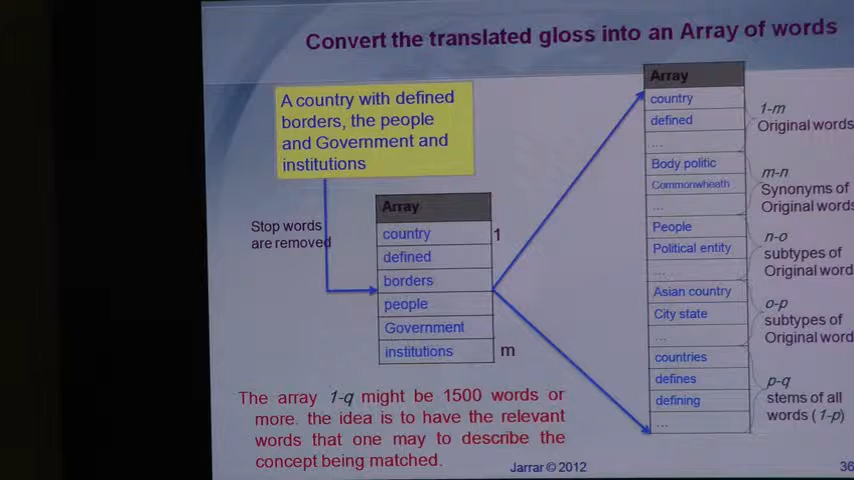 Convert the translated gloss into an Array of words
A country with defined
borders, the people
and Government and
institutions
Stop words
are removed
Array
country
1
defined
borders
people
Government
institutions
m
Array
country
defined
...
Body politic
Commonwheath
...
People
Political entity
...
Asian country
City state
...
countries
defines
defining
...
1-m
Original words
m-n
Synonyms of
Original words
n-o
subtypes of
Original word
o-p
subtypes of
Original word
p-q
stems of all
words (1-p)
The array 1-q might be 1500 words or
more. the idea is to have the relevant
words that one may to describe the
concept being matched.
Jarrar © 2012
36